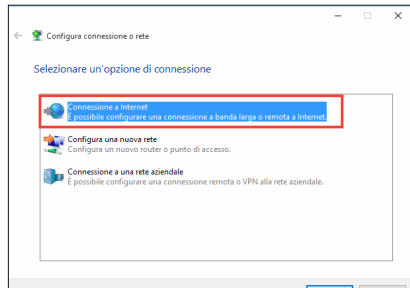 Configura connessione o rete
Selezionare un'opzione di connessione
Connessione a Internet
È possibile configurare una connessione a banda larga o remota a Internet.
Configura una nuova rete
Configura un nuovo router o punto di accesso.
Connessione a una rete aziendale
È possibile configurare una connessione remota o VPN alla rete aziendale.